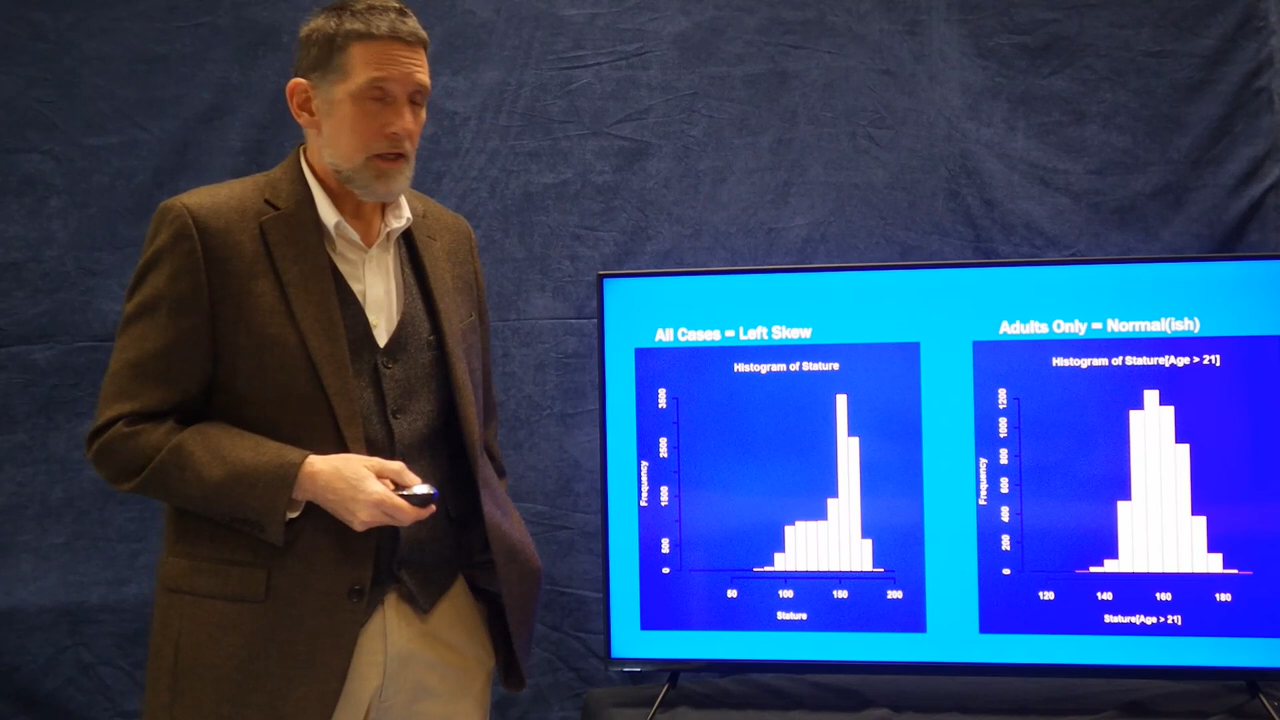 All Cases = Left Skew
Histogram of Stature
3500
2500
1500
500
0
Frequency
50 100 150 200
Stature
Adults Only = Normal(ish)
Histogram of Stature[Age > 21]
1200
1000
800
600
400
200
0
Frequency
120 140 160 180
Stature[Age > 21]